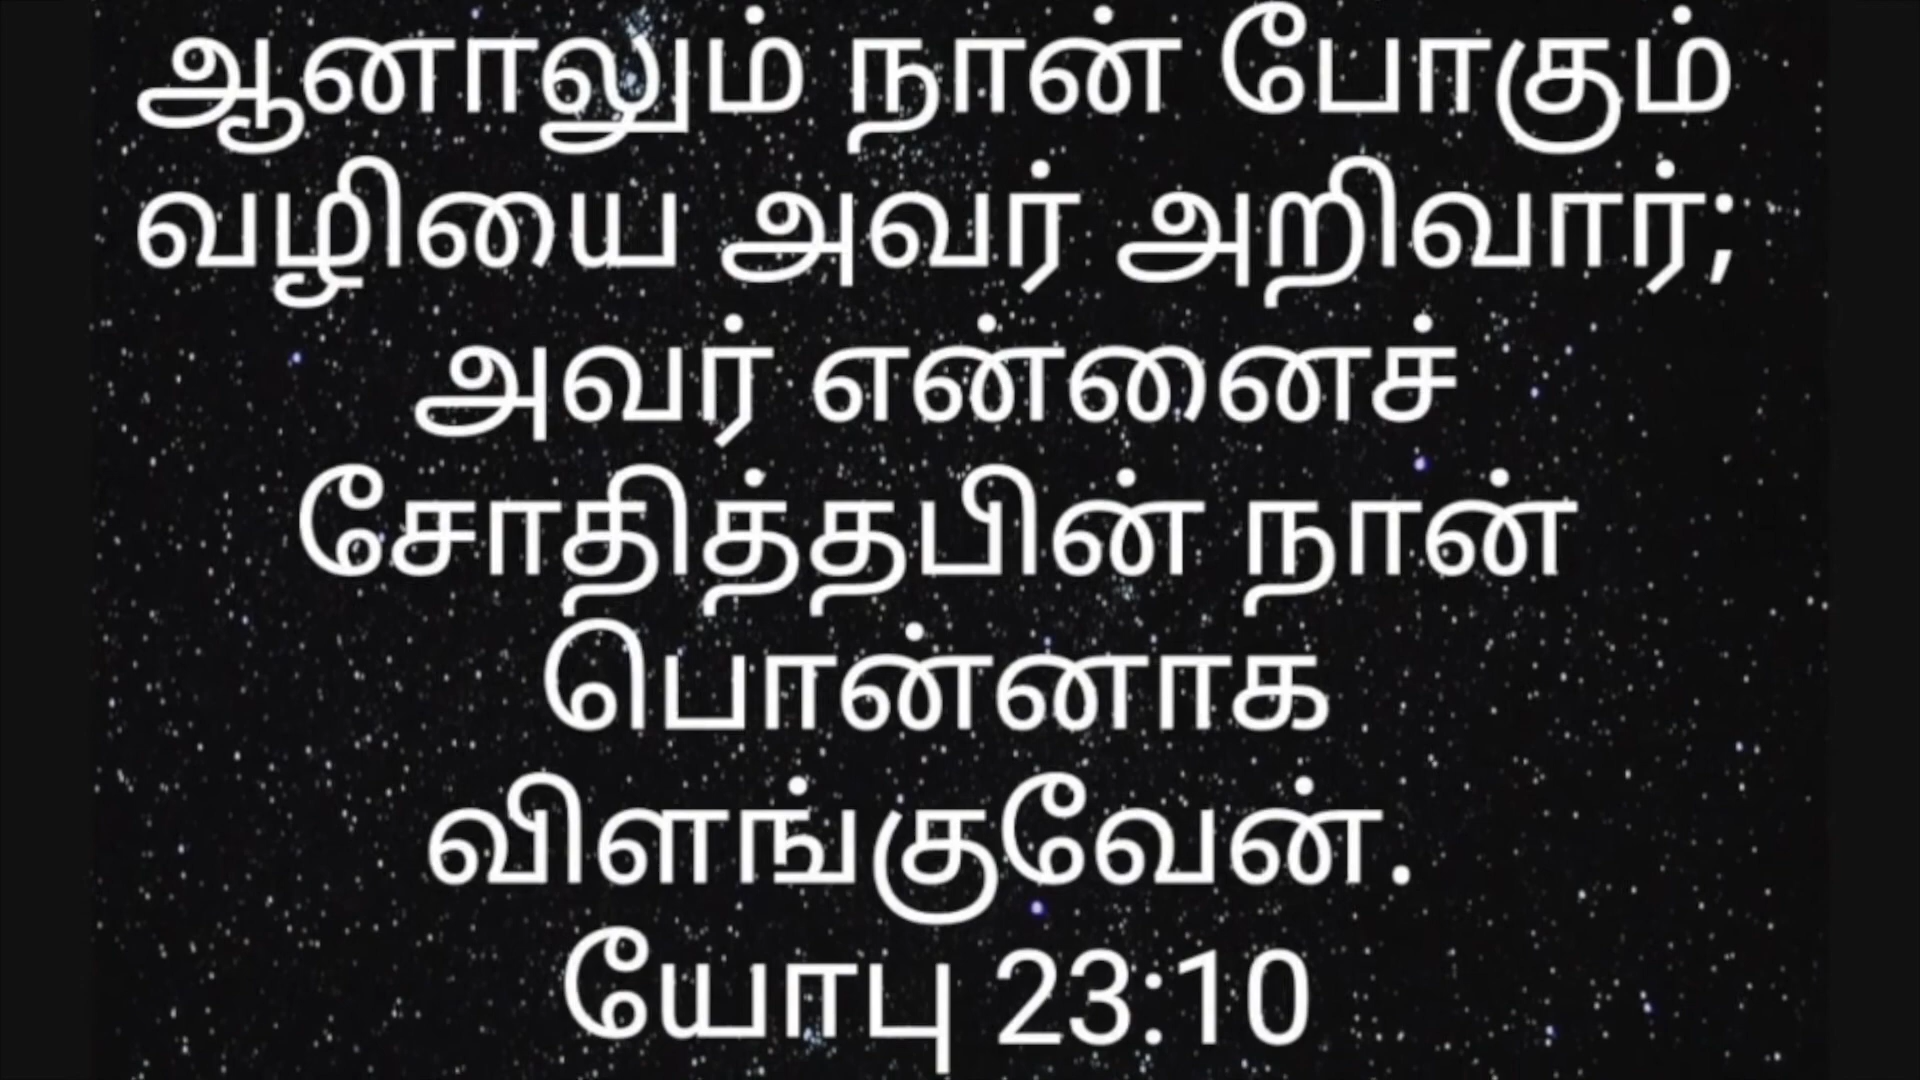 ஆனாலும் நான் போகும்
வழியை அவர் அறிவார்;
அவர் என்னைச்
சோதித்தபின் நான்
பொன்னாக
விளங்குவேன்.
யோபு 23:10